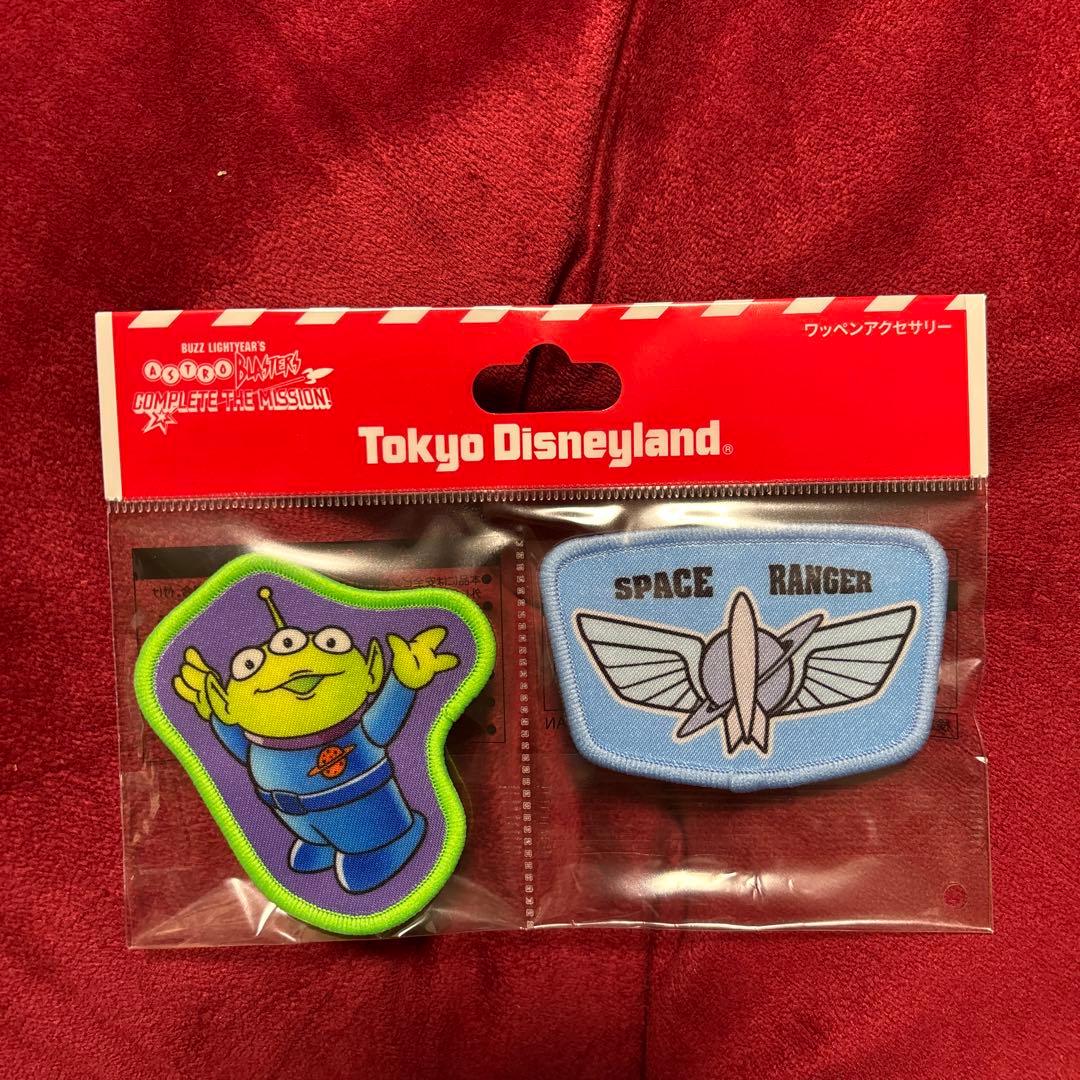 BUZZ LIGHTYEAR'S
ASTRO BLASTERS
COMPLETE THE MISSION!
ワッペンアクセサリー
Tokyo Disneyland®
SPACE RANGER